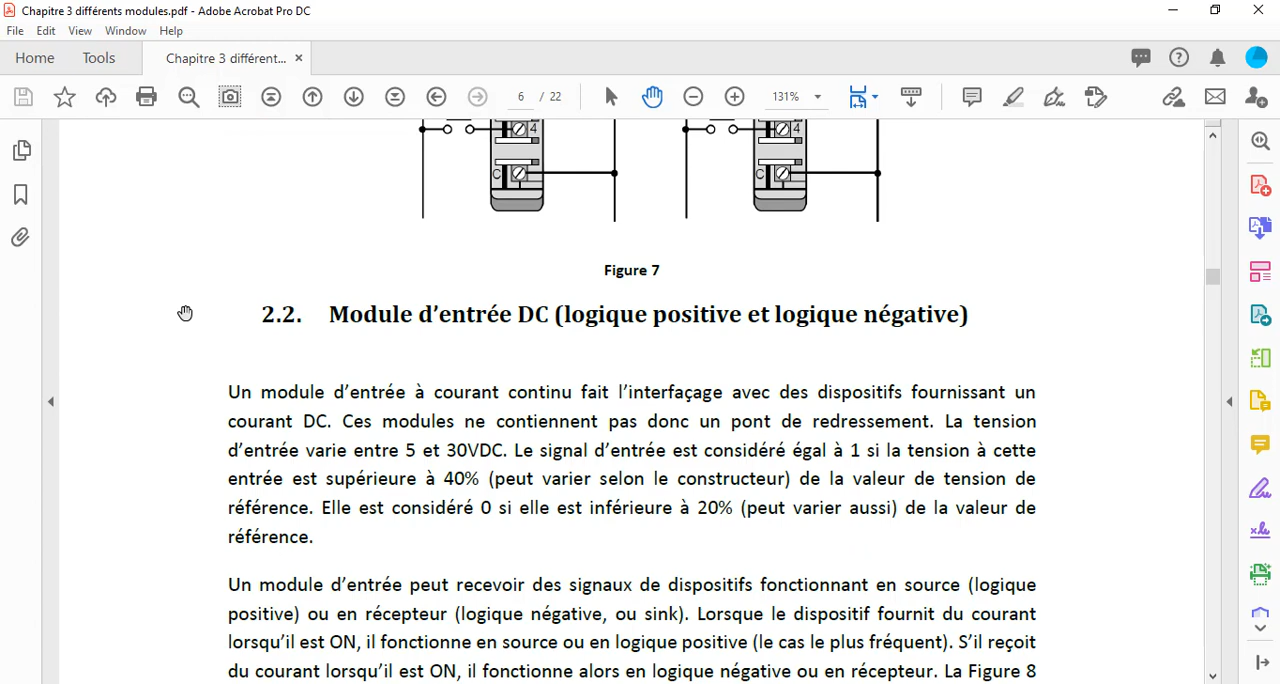 Chapitre 3 différents modules.pdf - Adobe Acrobat Pro DC
File Edit View Window Help
Home Tools Chapitre 3 différent... ×
6 / 22 131%
4 4
C C
Figure 7
2.2. Module d’entrée DC (logique positive et logique négative)
Un module d’entrée à courant continu fait l’interfaçage avec des dispositifs fournissant un
courant DC. Ces modules ne contiennent pas donc un pont de redressement. La tension
d’entrée varie entre 5 et 30VDC. Le signal d’entrée est considéré égal à 1 si la tension à cette
entrée est supérieure à 40% (peut varier selon le constructeur) de la valeur de tension de
référence. Elle est considéré 0 si elle est inférieure à 20% (peut varier aussi) de la valeur de
référence.
Un module d’entrée peut recevoir des signaux de dispositifs fonctionnant en source (logique
positive) ou en récepteur (logique négative, ou sink). Lorsque le dispositif fournit du courant
lorsqu’il est ON, il fonctionne en source ou en logique positive (le cas le plus fréquent). S’il reçoit
du courant lorsqu’il est ON, il fonctionne alors en logique négative ou en récepteur. La Figure 8